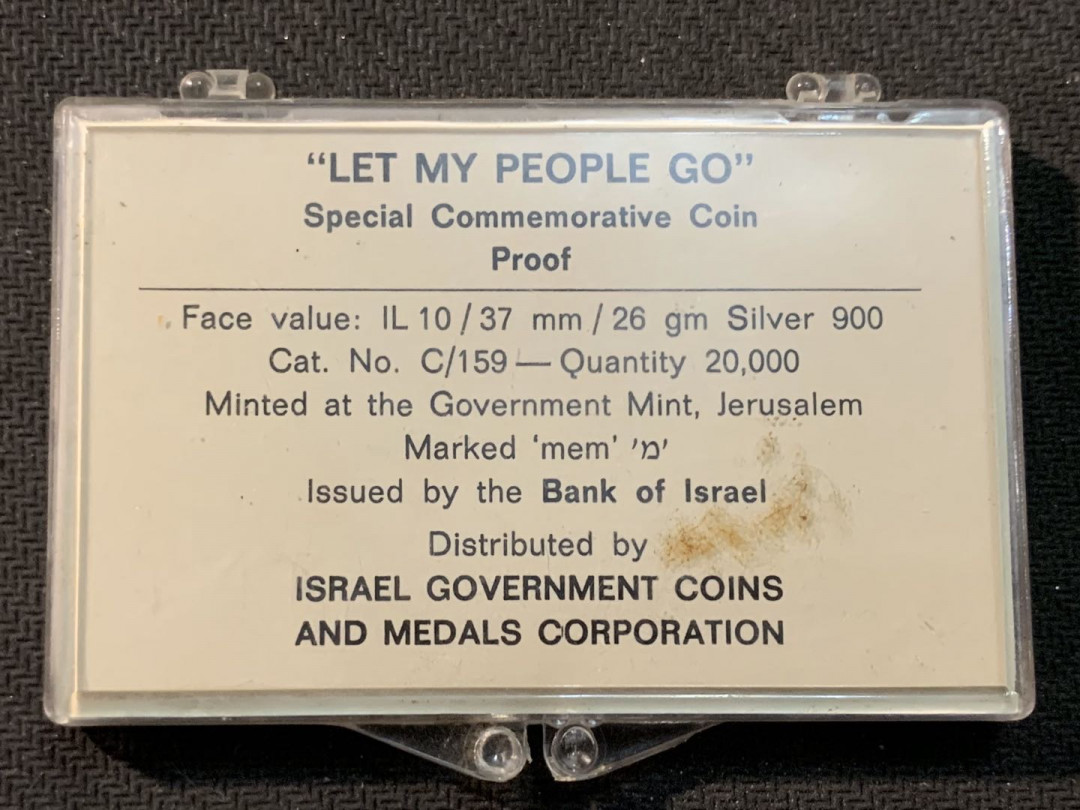 “LET MY PEOPLE GO”
Special Commemorative Coin
Proof
Face value: IL 10 / 37 mm / 26 gm Silver 900
Cat. No. C/159 — Quantity 20,000
Minted at the Government Mint, Jerusalem
Marked ‘mem’ ׳מ׳
Issued by the Bank of Israel
Distributed by
ISRAEL GOVERNMENT COINS
AND MEDALS CORPORATION